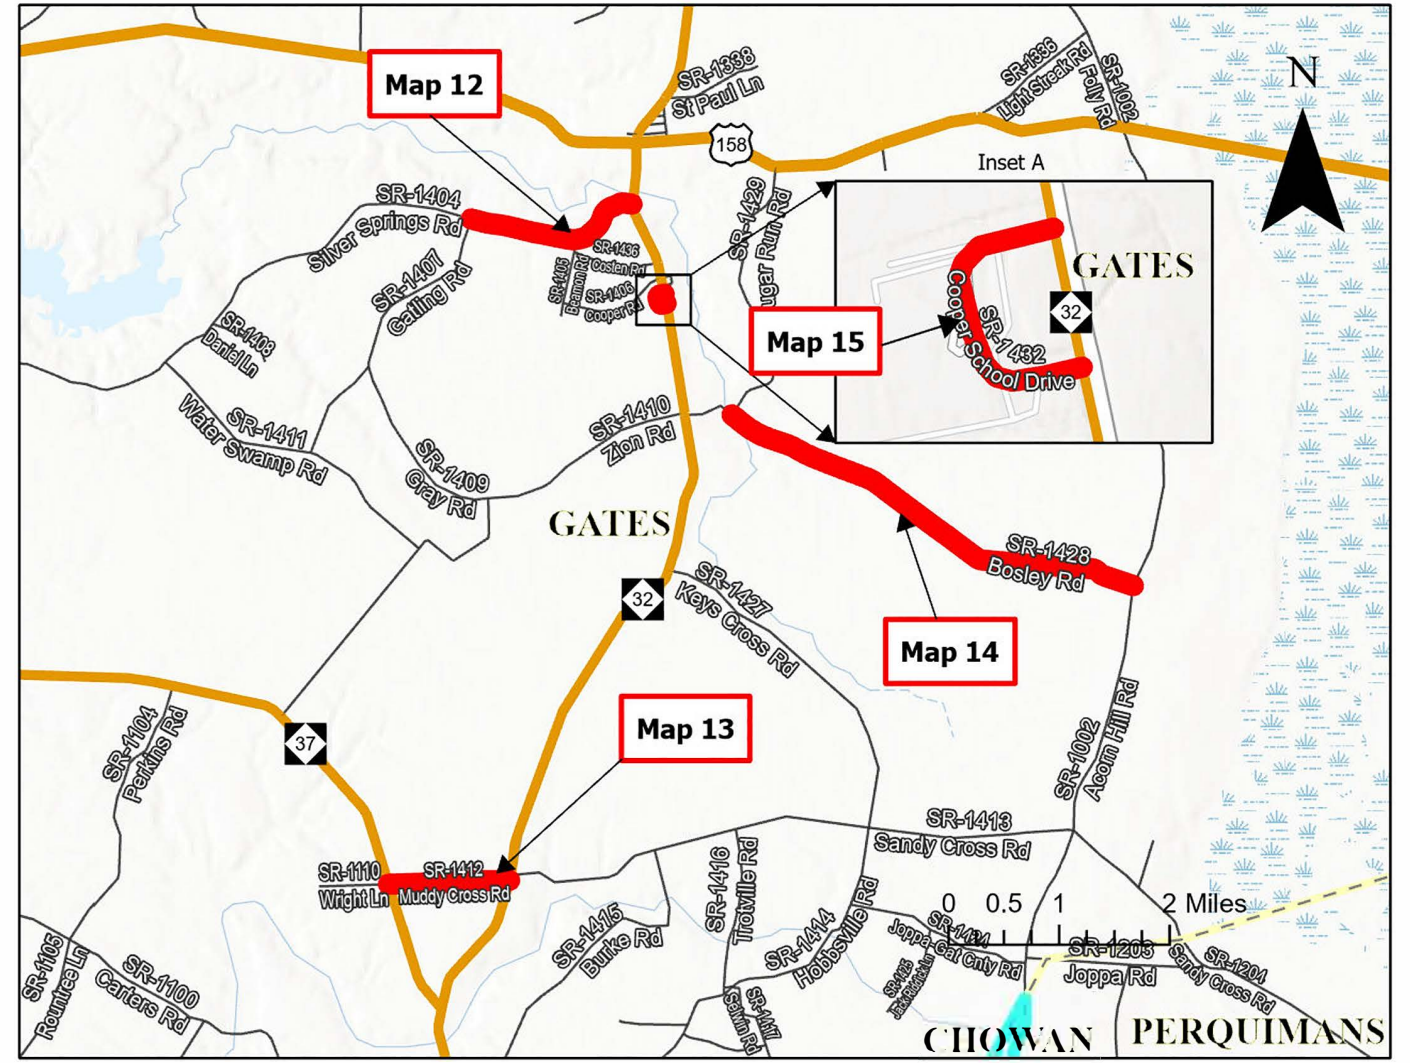 Map 12
SR-1338
St Paul Ln
158
SR-1336
Light Streak Rd
SR-1002
Folly Rd
N
Inset A
SR-1404
Silver Springs Rd
SR-1407
Gatling Rd
SR-1436
Costen Rd
SR-1405
Beamon Rd
SR-1406
Cooper R
SR-1429
ugar Run Rd
GATES
32
Map 15
SR-1432
Cooper School Drive
SR-1408
Daniel Ln
SR-1411
Water Swamp Rd
SR-1409
Gray Rd
SR-1410
Zion Rd
GATES
SR-1428
Bosley Rd
32
SR-1427
Keys Cross Rd
Map 14
Map 13
37
SR-1104
Perkins Rd
SR-1002
Acorn Hill Rd
SR-1413
Sandy Cross Rd
SR-1110
Wright Ln
SR-1412
Muddy Cross Rd
SR-1416
Trotville Rd
SR-1415
Burke Rd
SR-1414
Hobbsville Rd
0 0.5 1 2 Miles
Joppa-Gat Cnty Rd
SR-1425
SR-1203
Joppa Rd
SR-1204
Sandy Cross Rd
SR-1105
Rountree Ln
SR-1100
Carters Rd
SR-1417
Selwin Rd
CHOWAN
PERQUIMANS